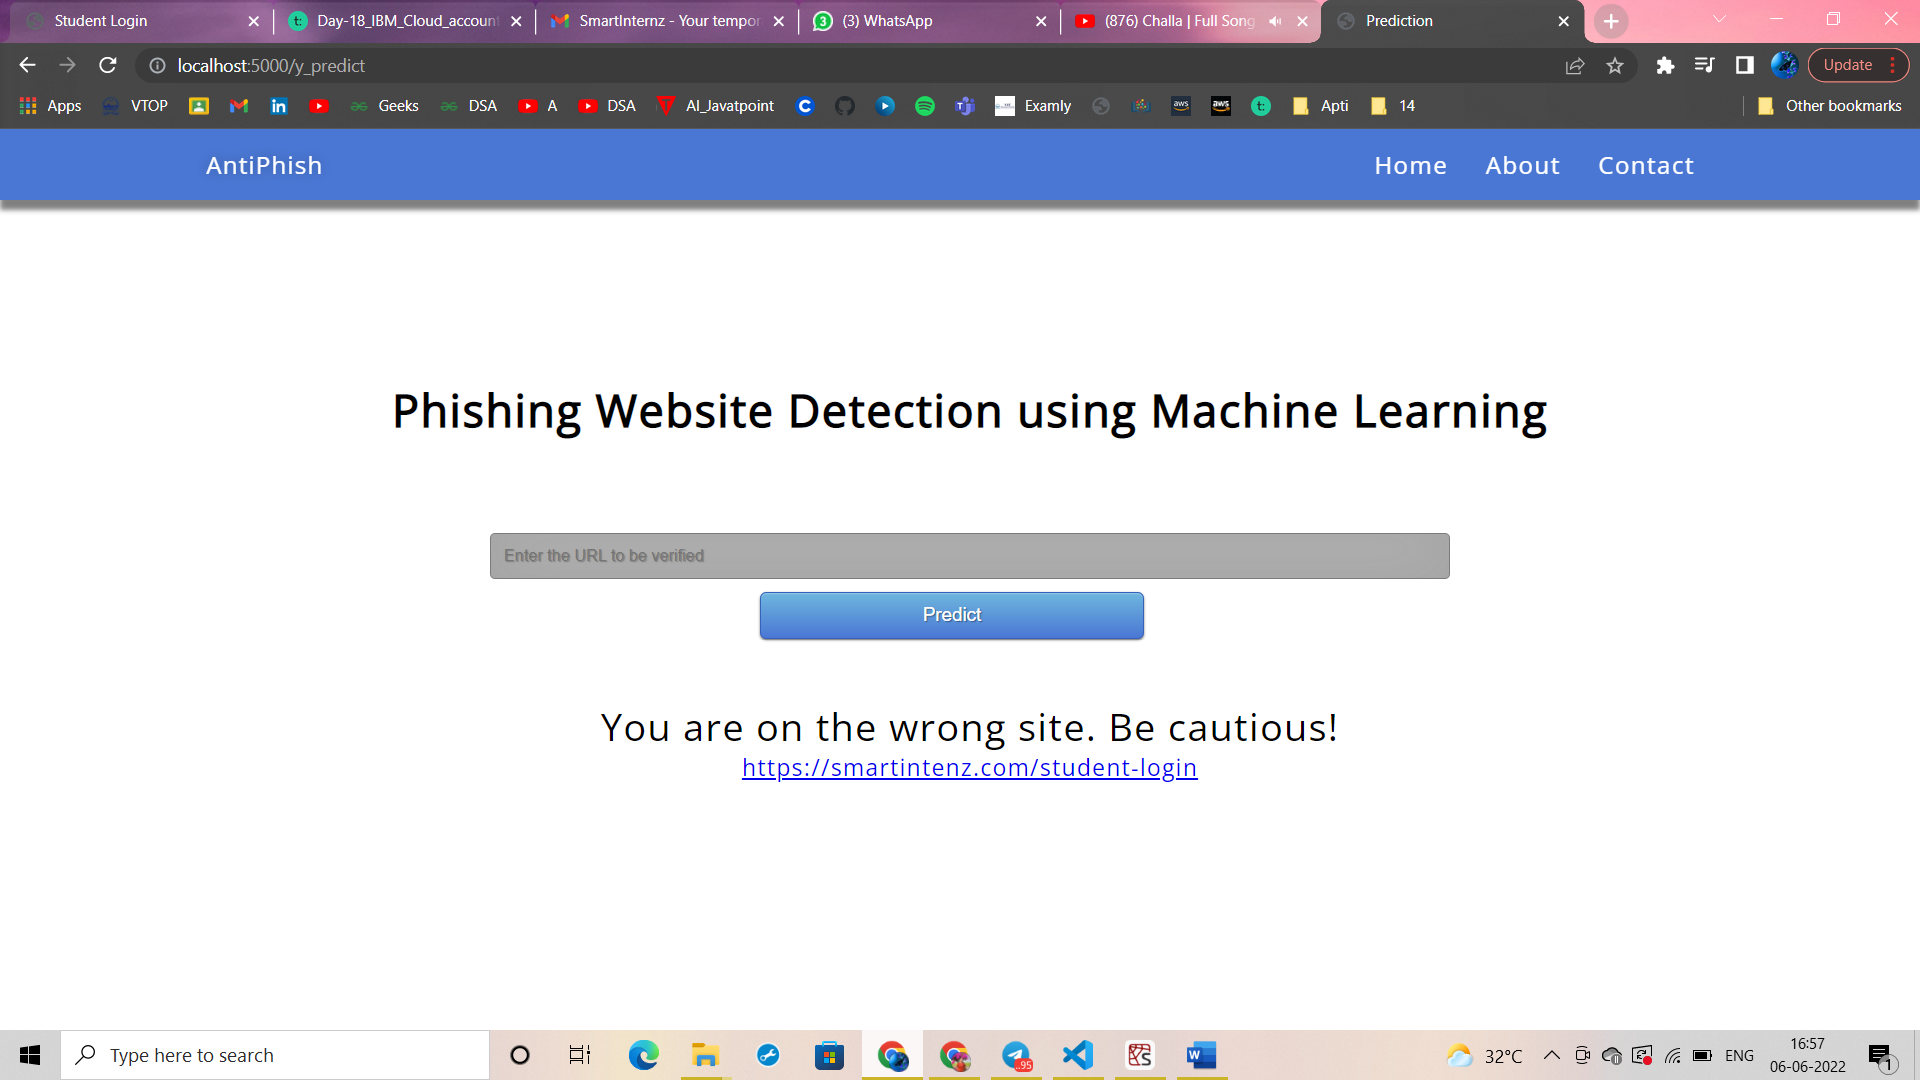 Student Login
Day-18_IBM_Cloud_account
SmartInternz - Your tempor
(3) WhatsApp
(876) Challa | Full Song
Prediction
localhost:5000/y_predict
Update
Apps
VTOP
Geeks
DSA
A
DSA
AI_Javatpoint
Examly
Apti
14
Other bookmarks
AntiPhish
Home
About
Contact
Phishing Website Detection using Machine Learning
Enter the URL to be verified
Predict
You are on the wrong site. Be cautious!
https://smartintenz.com/student-login
Type here to search
32°C
ENG
16:57
06-06-2022